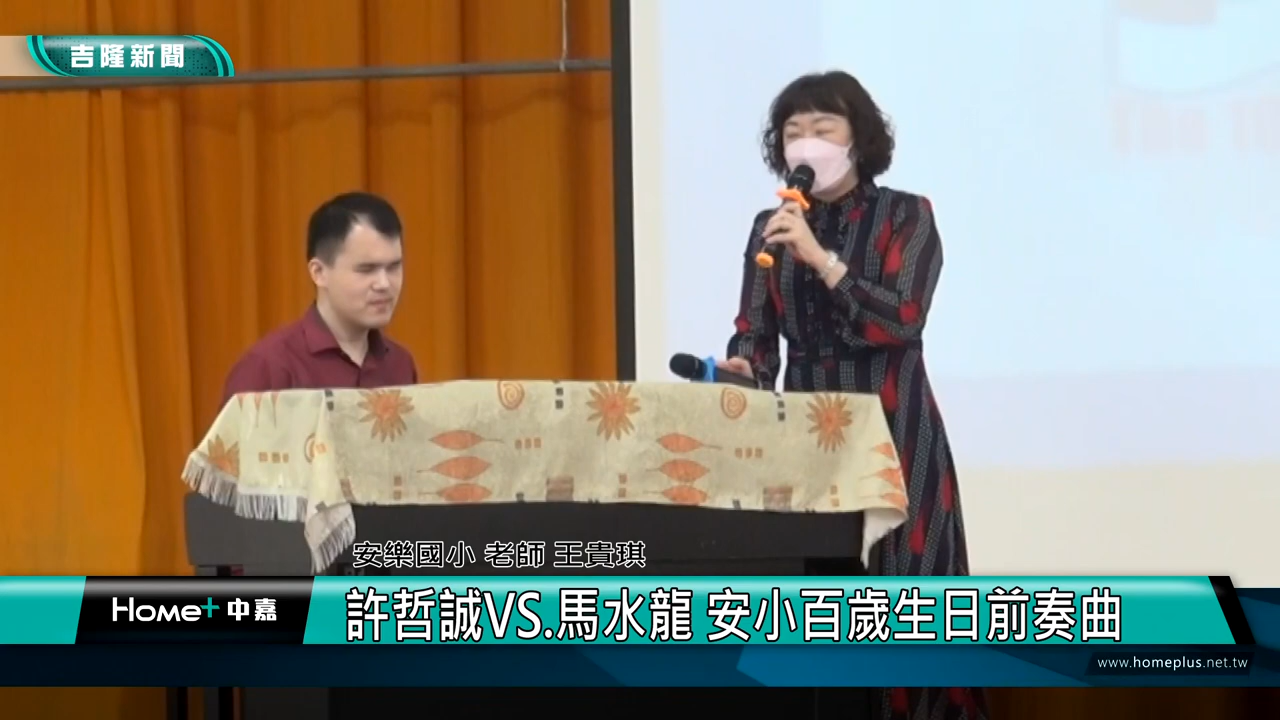 吉隆新聞
安樂國小 老師 王貴琪
Home+中嘉
許哲誠VS.馬水龍 安小百歲生日前奏曲
www.homeplus.net.tw